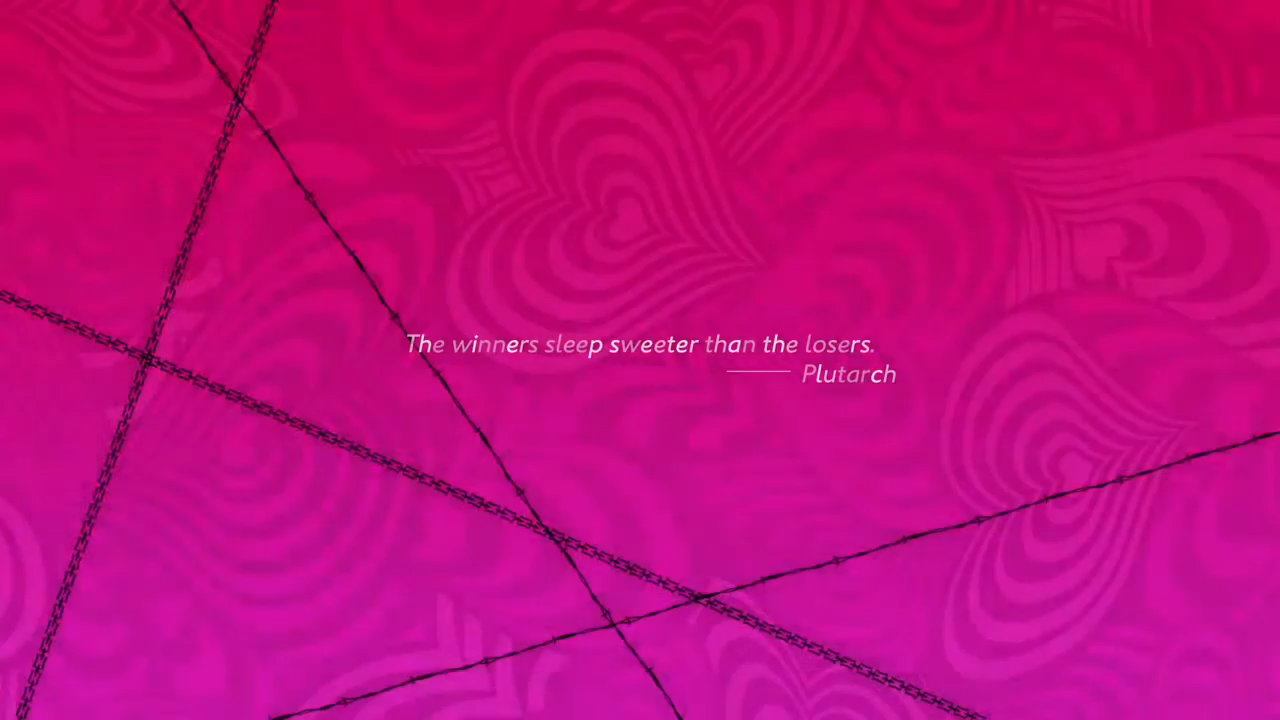 The winners sleep sweeter than the losers.
—— Plutarch